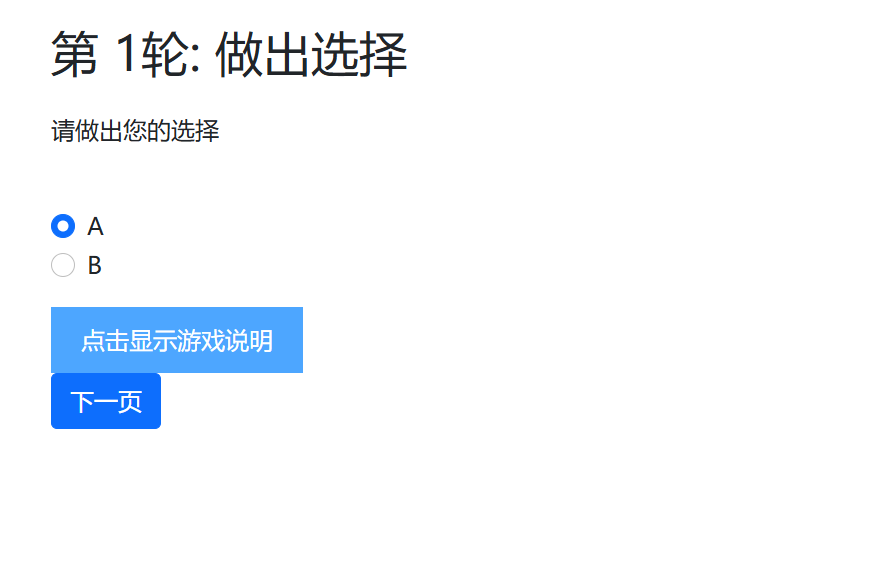 第 1轮: 做出选择
请做出您的选择
A
B
点击显示游戏说明
下一页